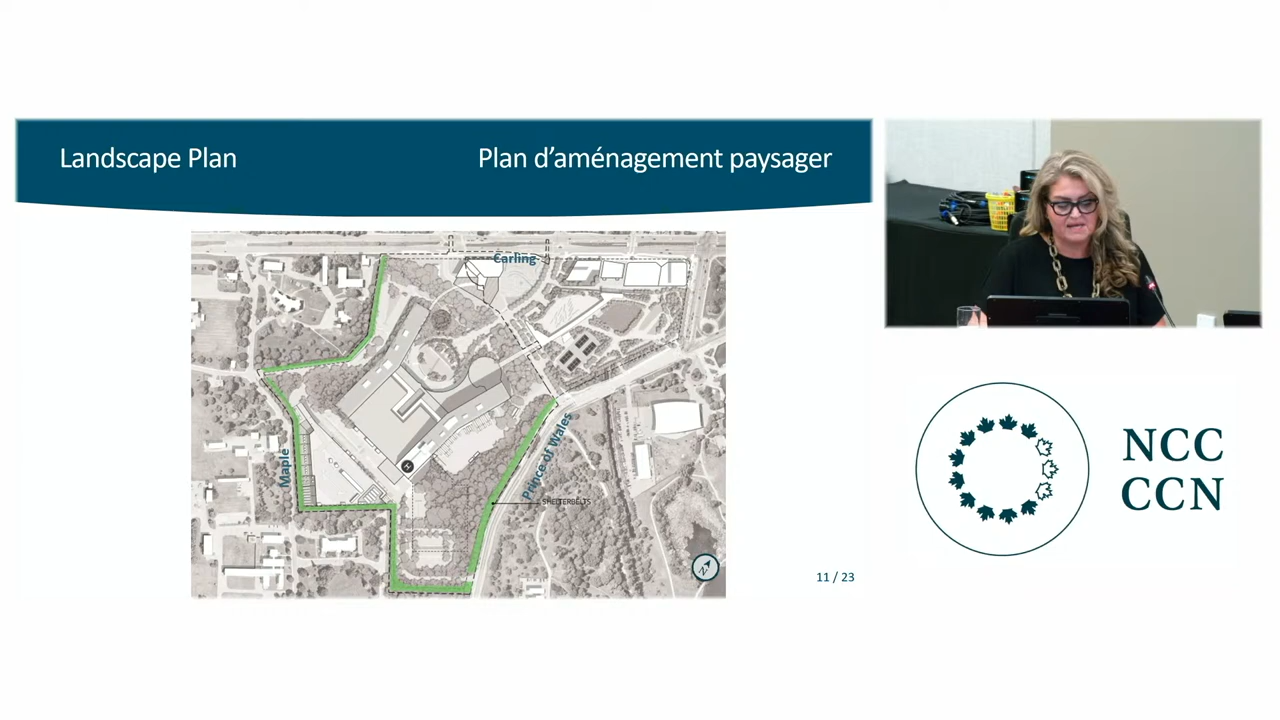 Landscape Plan
Plan d’aménagement paysager
Carling
Maple
Prince of Wales
SHELTERBELTS
H
N
11 / 23
NCC
CCN